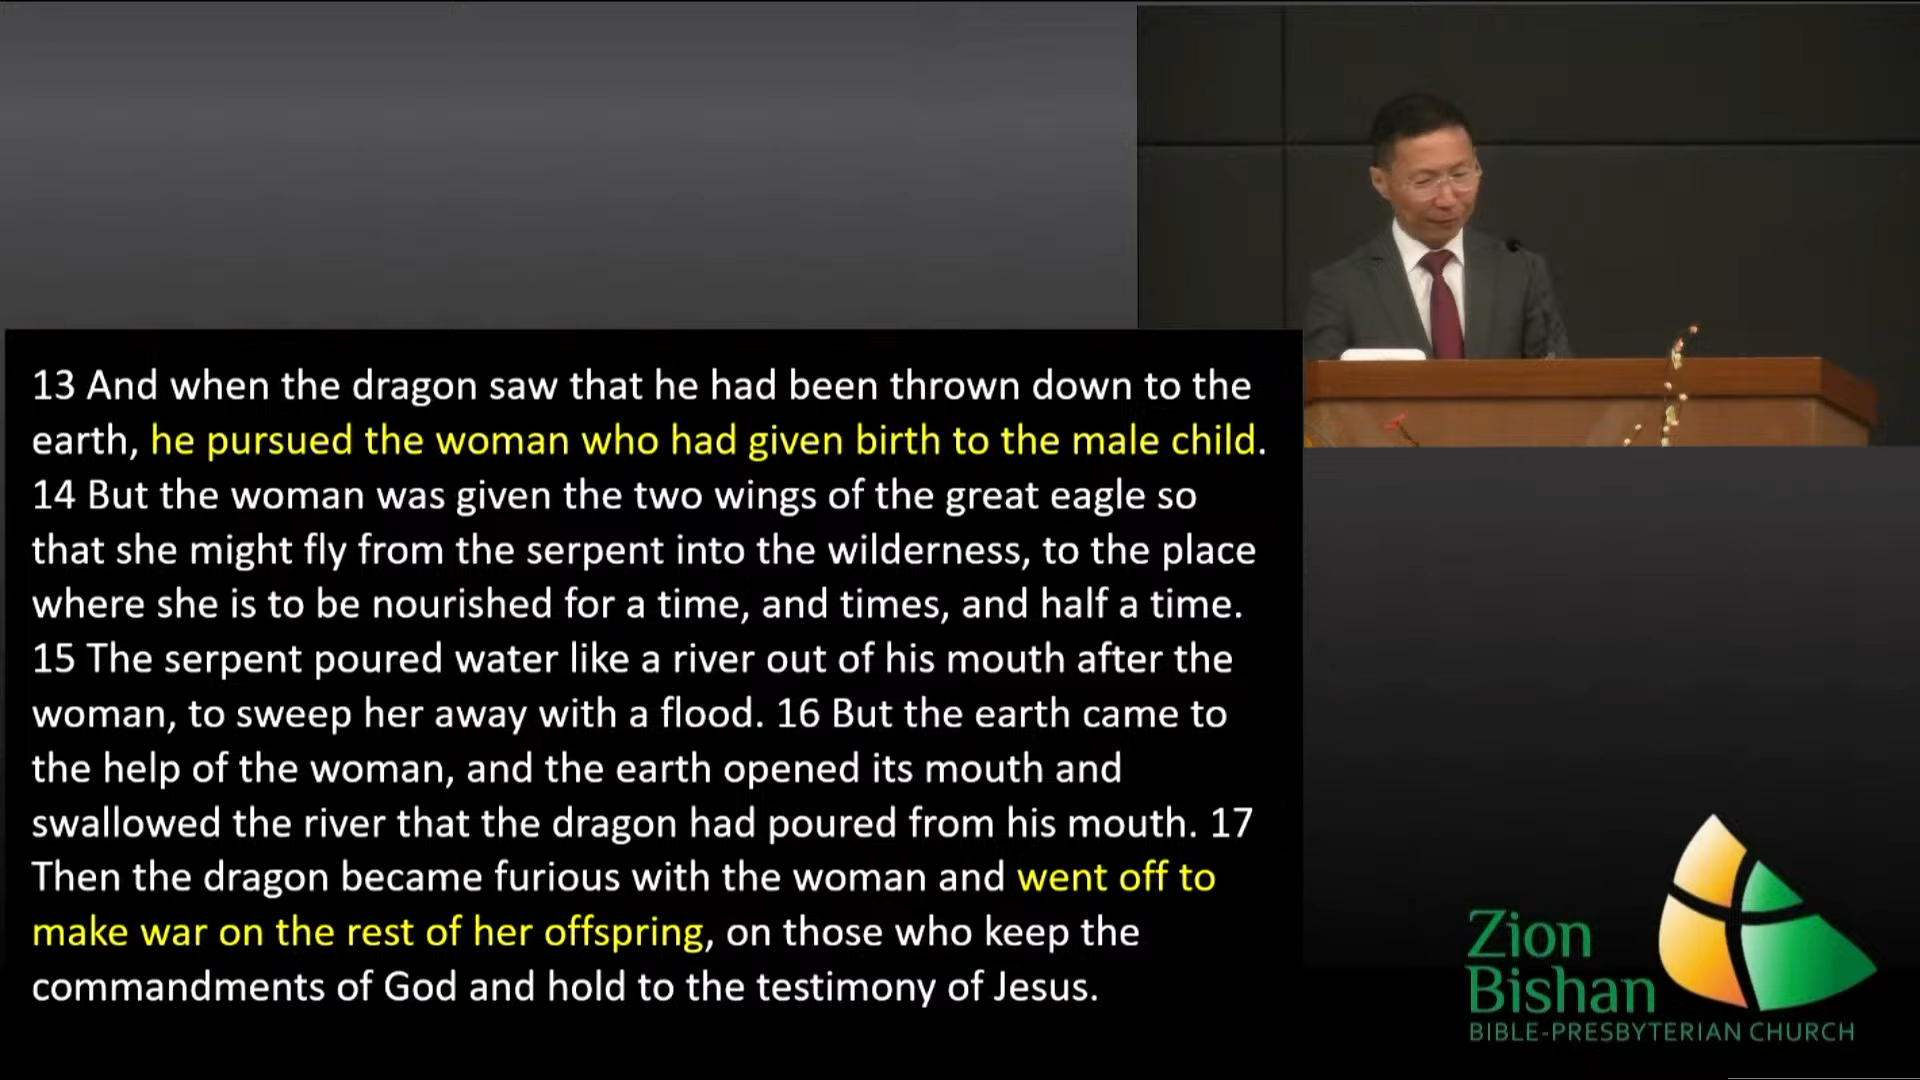 13 And when the dragon saw that he had been thrown down to the
earth, he pursued the woman who had given birth to the male child.
14 But the woman was given the two wings of the great eagle so
that she might fly from the serpent into the wilderness, to the place
where she is to be nourished for a time, and times, and half a time.
15 The serpent poured water like a river out of his mouth after the
woman, to sweep her away with a flood. 16 But the earth came to
the help of the woman, and the earth opened its mouth and
swallowed the river that the dragon had poured from his mouth. 17
Then the dragon became furious with the woman and went off to
make war on the rest of her offspring, on those who keep the
commandments of God and hold to the testimony of Jesus.
Zion
Bishan
BIBLE-PRESBYTERIAN CHURCH